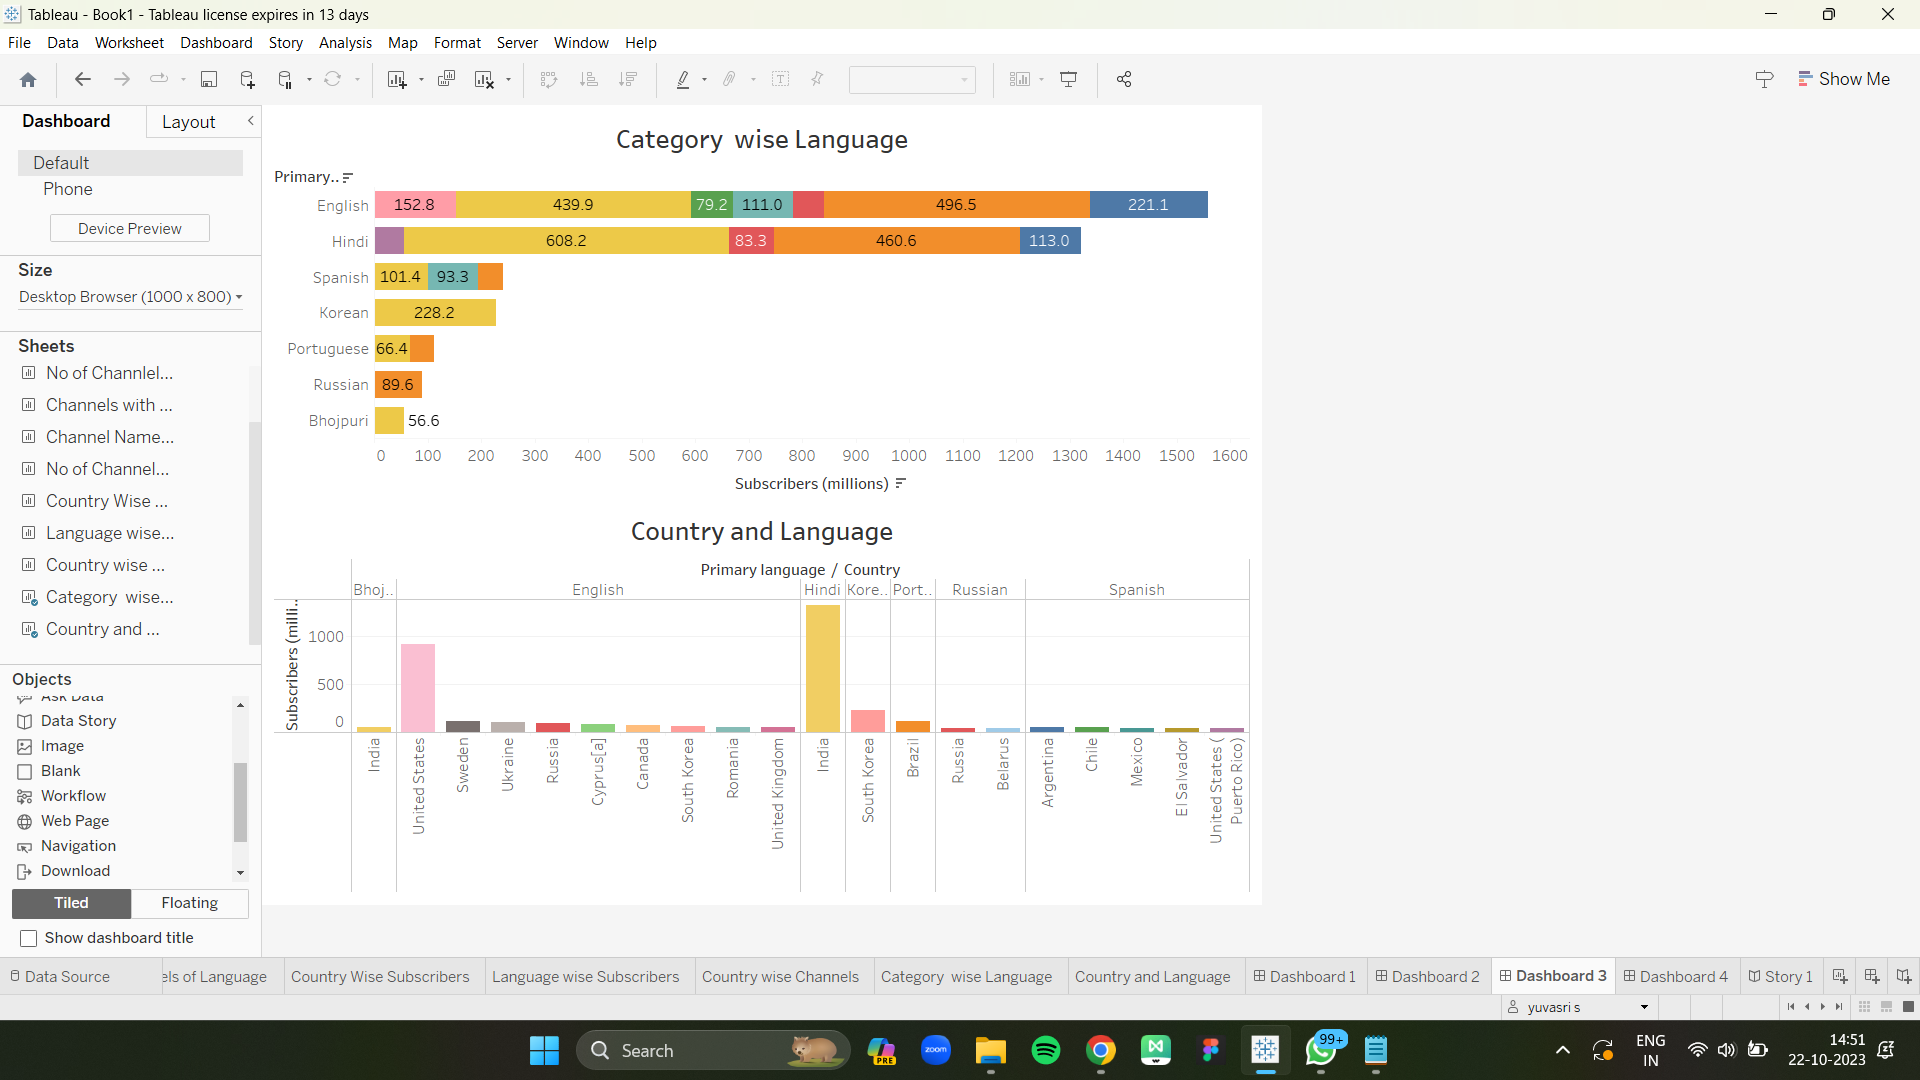 Tableau - Book1 - Tableau license expires in 13 days
File Data Worksheet Dashboard Story Analysis Map Format Server Window Help
Show Me
Dashboard Layout
Default
Phone
Device Preview
Size
Desktop Browser (1000 x 800)
Sheets
No of Channlel...
Channels with ...
Channel Name...
No of Channel...
Country Wise ...
Language wise...
Country wise ...
Category  wise...
Country and ...
Objects
Ask Data
Data Story
Image
Blank
Workflow
Web Page
Navigation
Download
Tiled Floating
Show dashboard title
Category  wise Language
Primary..
English 152.8 439.9 79.2 111.0 496.5 221.1
Hindi 608.2 83.3 460.6 113.0
Spanish 101.4 93.3
Korean 228.2
Portuguese 66.4
Russian 89.6
Bhojpuri 56.6
0 100 200 300 400 500 600 700 800 900 1000 1100 1200 1300 1400 1500 1600
Subscribers (millions)
Country and Language
Primary language / Country
Bhoj.. English Hindi Kore.. Port.. Russian Spanish
Subscribers (milli..
1000
500
0
India
United States
Sweden
Ukraine
Russia
Cyprus[a]
Canada
South Korea
Romania
United Kingdom
India
South Korea
Brazil
Russia
Belarus
Argentina
Chile
Mexico
El Salvador
United States (
Puerto Rico)
Data Source els of Language Country Wise Subscribers Language wise Subscribers Country wise Channels Category  wise Language Country and Language Dashboard 1 Dashboard 2 Dashboard 3 Dashboard 4 Story 1
yuvasri s
Search
PRE
zoom
99+
ENG
IN
14:51
22-10-2023